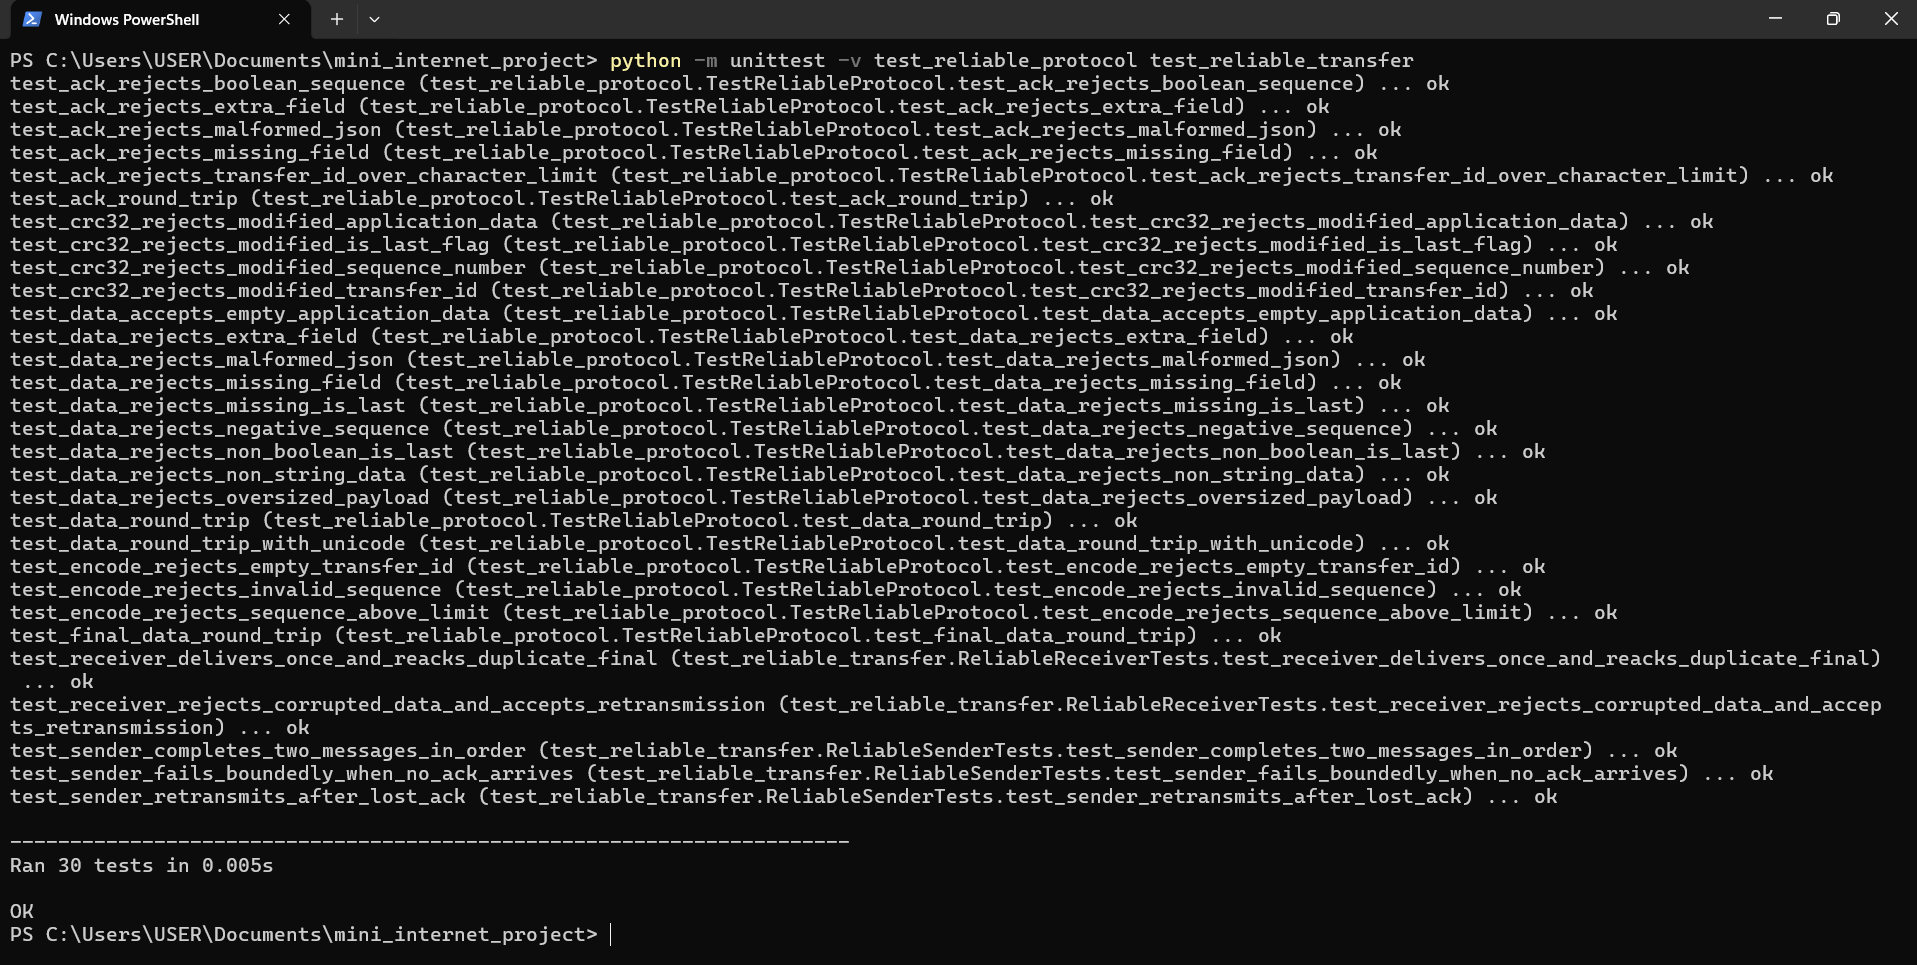 Windows PowerShell
PS C:\Users\USER\Documents\mini_internet_project> python -m unittest -v test_reliable_protocol test_reliable_transfer
test_ack_rejects_boolean_sequence (test_reliable_protocol.TestReliableProtocol.test_ack_rejects_boolean_sequence) ... ok
test_ack_rejects_extra_field (test_reliable_protocol.TestReliableProtocol.test_ack_rejects_extra_field) ... ok
test_ack_rejects_malformed_json (test_reliable_protocol.TestReliableProtocol.test_ack_rejects_malformed_json) ... ok
test_ack_rejects_missing_field (test_reliable_protocol.TestReliableProtocol.test_ack_rejects_missing_field) ... ok
test_ack_rejects_transfer_id_over_character_limit (test_reliable_protocol.TestReliableProtocol.test_ack_rejects_transfer_id_over_character_limit) ... ok
test_ack_round_trip (test_reliable_protocol.TestReliableProtocol.test_ack_round_trip) ... ok
test_crc32_rejects_modified_application_data (test_reliable_protocol.TestReliableProtocol.test_crc32_rejects_modified_application_data) ... ok
test_crc32_rejects_modified_is_last_flag (test_reliable_protocol.TestReliableProtocol.test_crc32_rejects_modified_is_last_flag) ... ok
test_crc32_rejects_modified_sequence_number (test_reliable_protocol.TestReliableProtocol.test_crc32_rejects_modified_sequence_number) ... ok
test_crc32_rejects_modified_transfer_id (test_reliable_protocol.TestReliableProtocol.test_crc32_rejects_modified_transfer_id) ... ok
test_data_accepts_empty_application_data (test_reliable_protocol.TestReliableProtocol.test_data_accepts_empty_application_data) ... ok
test_data_rejects_extra_field (test_reliable_protocol.TestReliableProtocol.test_data_rejects_extra_field) ... ok
test_data_rejects_malformed_json (test_reliable_protocol.TestReliableProtocol.test_data_rejects_malformed_json) ... ok
test_data_rejects_missing_field (test_reliable_protocol.TestReliableProtocol.test_data_rejects_missing_field) ... ok
test_data_rejects_missing_is_last (test_reliable_protocol.TestReliableProtocol.test_data_rejects_missing_is_last) ... ok
test_data_rejects_negative_sequence (test_reliable_protocol.TestReliableProtocol.test_data_rejects_negative_sequence) ... ok
test_data_rejects_non_boolean_is_last (test_reliable_protocol.TestReliableProtocol.test_data_rejects_non_boolean_is_last) ... ok
test_data_rejects_non_string_data (test_reliable_protocol.TestReliableProtocol.test_data_rejects_non_string_data) ... ok
test_data_rejects_oversized_payload (test_reliable_protocol.TestReliableProtocol.test_data_rejects_oversized_payload) ... ok
test_data_round_trip (test_reliable_protocol.TestReliableProtocol.test_data_round_trip) ... ok
test_data_round_trip_with_unicode (test_reliable_protocol.TestReliableProtocol.test_data_round_trip_with_unicode) ... ok
test_encode_rejects_empty_transfer_id (test_reliable_protocol.TestReliableProtocol.test_encode_rejects_empty_transfer_id) ... ok
test_encode_rejects_invalid_sequence (test_reliable_protocol.TestReliableProtocol.test_encode_rejects_invalid_sequence) ... ok
test_encode_rejects_sequence_above_limit (test_reliable_protocol.TestReliableProtocol.test_encode_rejects_sequence_above_limit) ... ok
test_final_data_round_trip (test_reliable_protocol.TestReliableProtocol.test_final_data_round_trip) ... ok
test_receiver_delivers_once_and_reacks_duplicate_final (test_reliable_transfer.ReliableReceiverTests.test_receiver_delivers_once_and_reacks_duplicate_final)
 ... ok
test_receiver_rejects_corrupted_data_and_accepts_retransmission (test_reliable_transfer.ReliableReceiverTests.test_receiver_rejects_corrupted_data_and_accep
ts_retransmission) ... ok
test_sender_completes_two_messages_in_order (test_reliable_transfer.ReliableSenderTests.test_sender_completes_two_messages_in_order) ... ok
test_sender_fails_boundedly_when_no_ack_arrives (test_reliable_transfer.ReliableSenderTests.test_sender_fails_boundedly_when_no_ack_arrives) ... ok
test_sender_retransmits_after_lost_ack (test_reliable_transfer.ReliableSenderTests.test_sender_retransmits_after_lost_ack) ... ok
----------------------------------------------------------------------
Ran 30 tests in 0.005s
OK
PS C:\Users\USER\Documents\mini_internet_project>